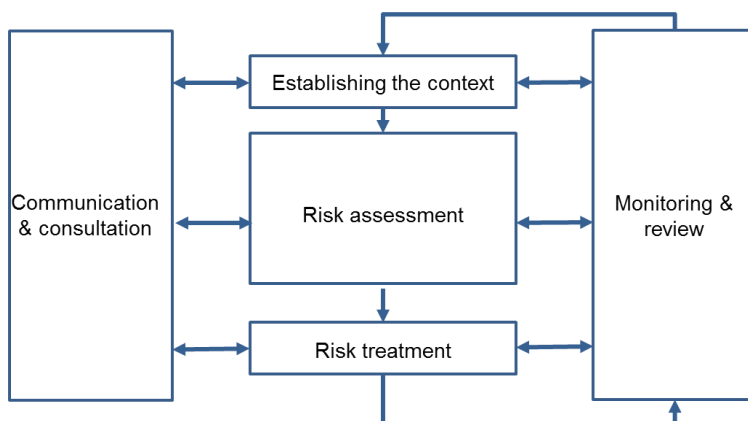 Establishing the context
Communication
& consultation
Risk assessment
Monitoring &
review
Risk treatment